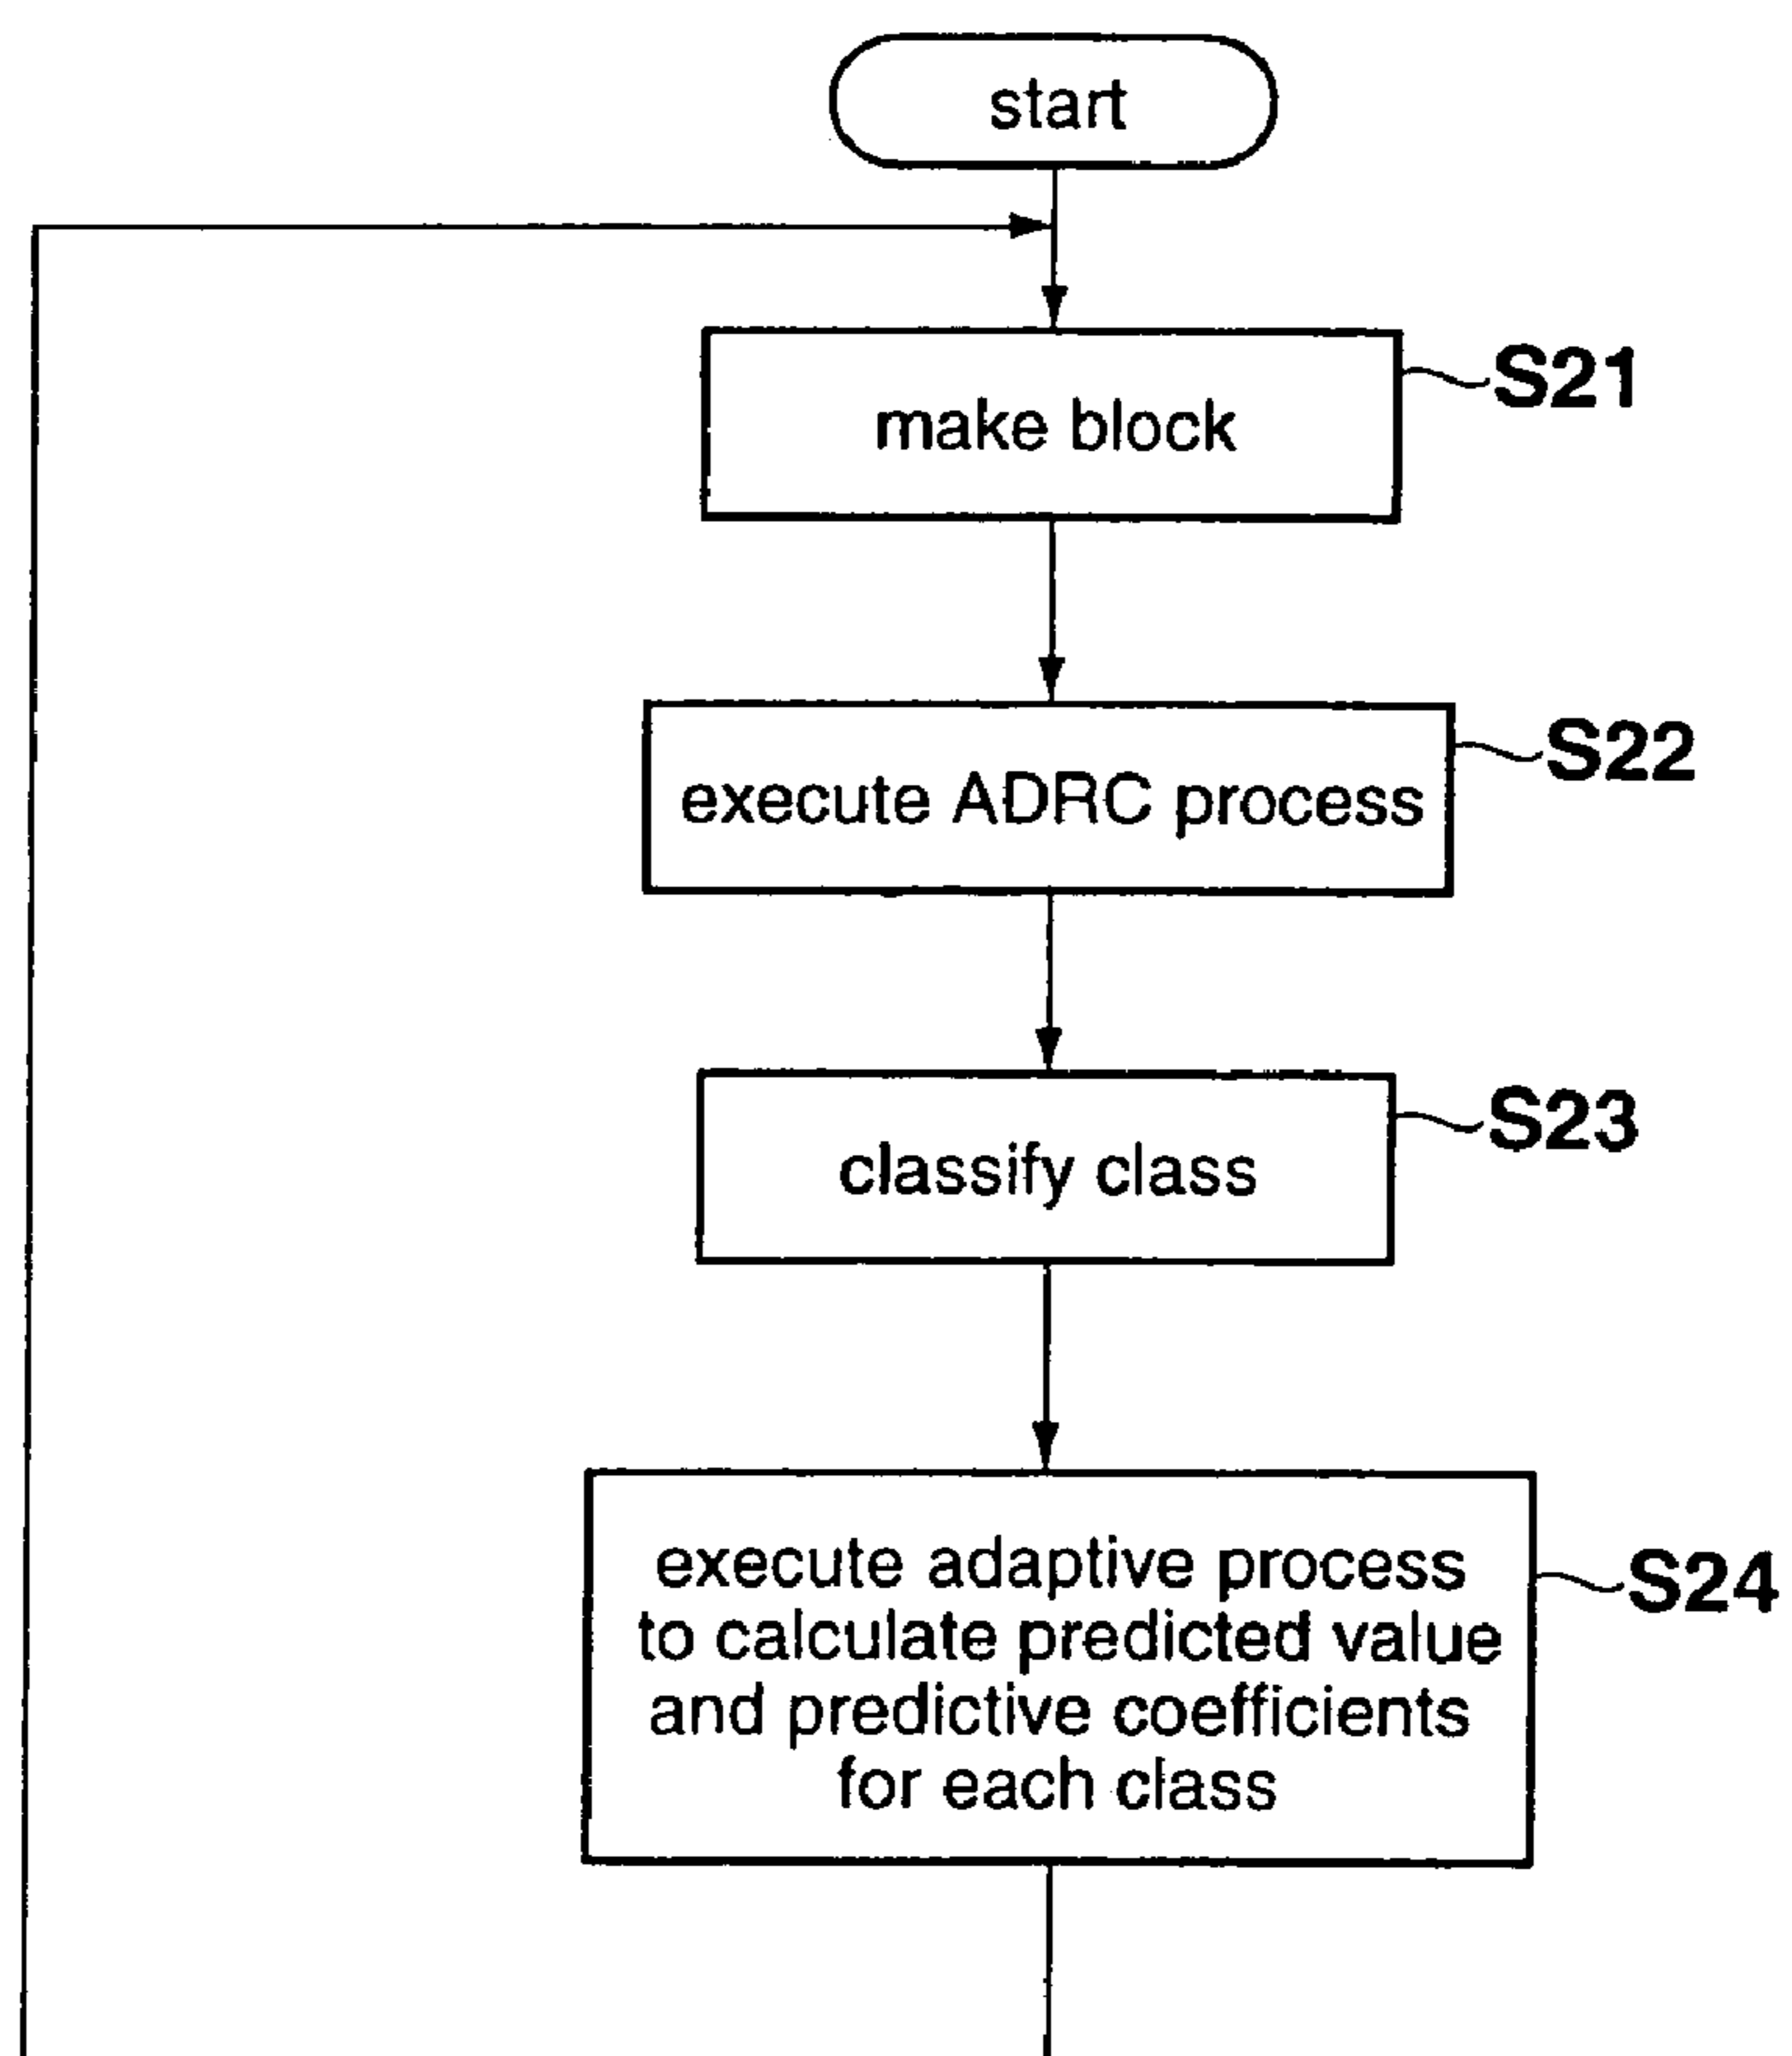 start
make block
S21
execute ADRC process
S22
classify class
S23
execute adaptive process
to calculate predicted value
and predictive coefficients
for each class
S24